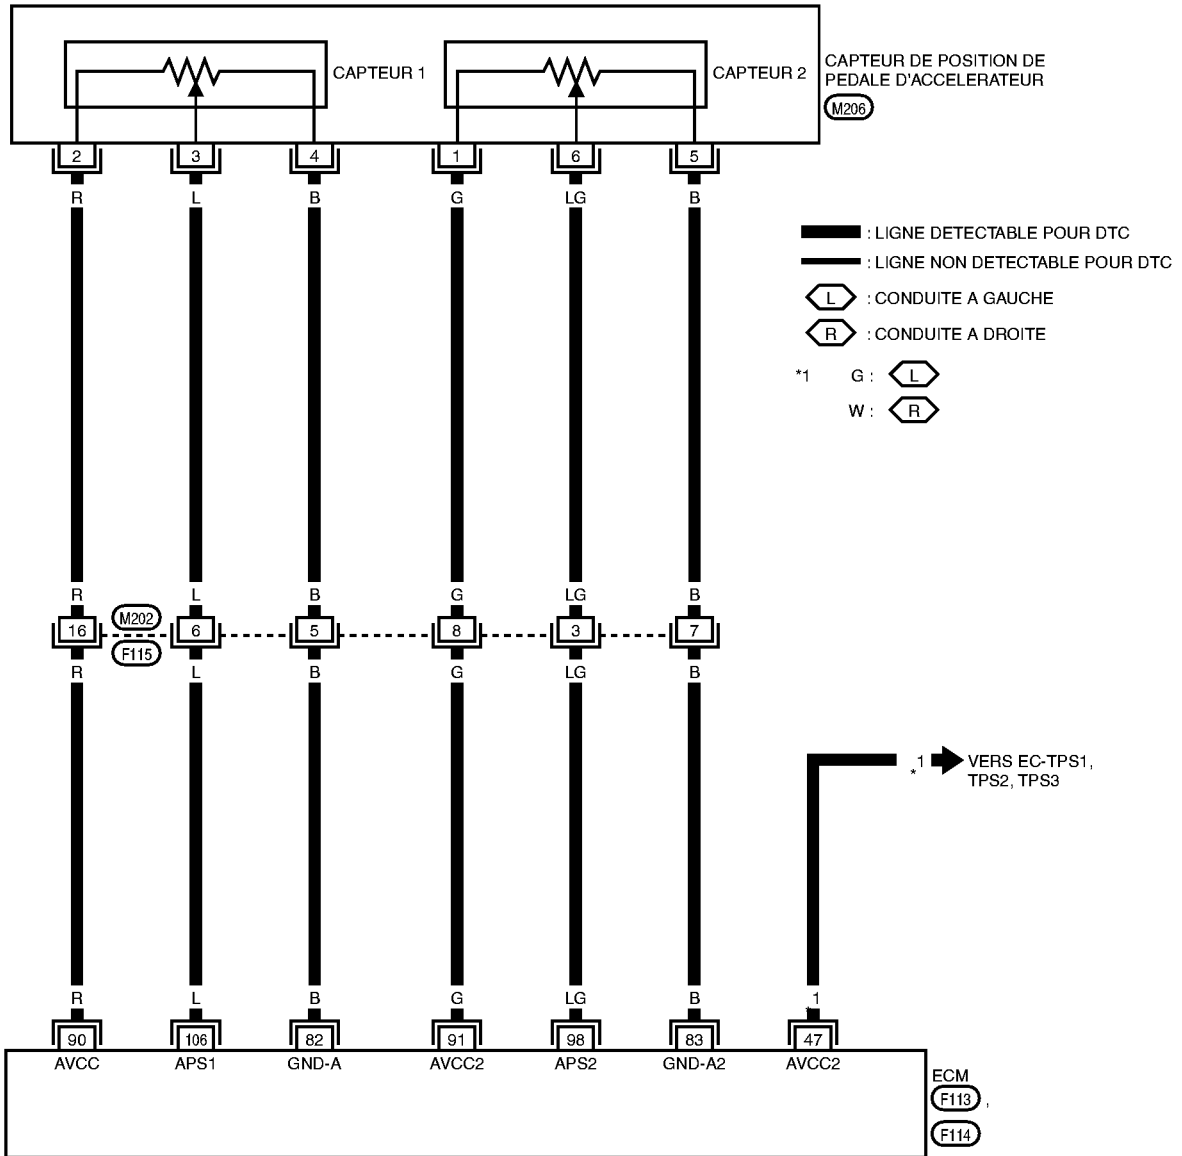 CAPTEUR 1
CAPTEUR 2
CAPTEUR DE POSITION DE
PEDALE D'ACCELERATEUR
M206
2 3 4 1 6 5
R L B G LG B
: LIGNE DETECTABLE POUR DTC
: LIGNE NON DETECTABLE POUR DTC
L : CONDUITE A GAUCHE
R : CONDUITE A DROITE
*1 G : L
W : R
R L B G LG B
M202
16 6 5 8 3 7
F115
R L B G LG B
*1 VERS EC-TPS1,
TPS2, TPS3
R L B G LG B *1
90 106 82 91 98 83 47
AVCC APS1 GND-A AVCC2 APS2 GND-A2 AVCC2
ECM
F113 ,
F114